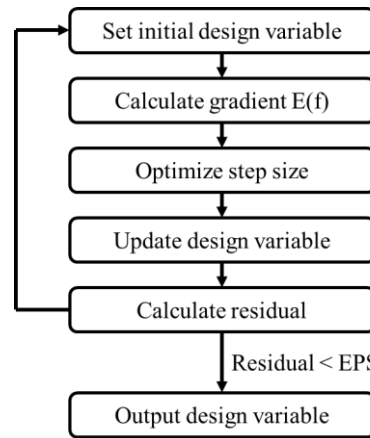 Set initial design variable
Calculate gradient E(f)
Optimize step size
Update design variable
Calculate residual
Residual < EPS
Output design variable